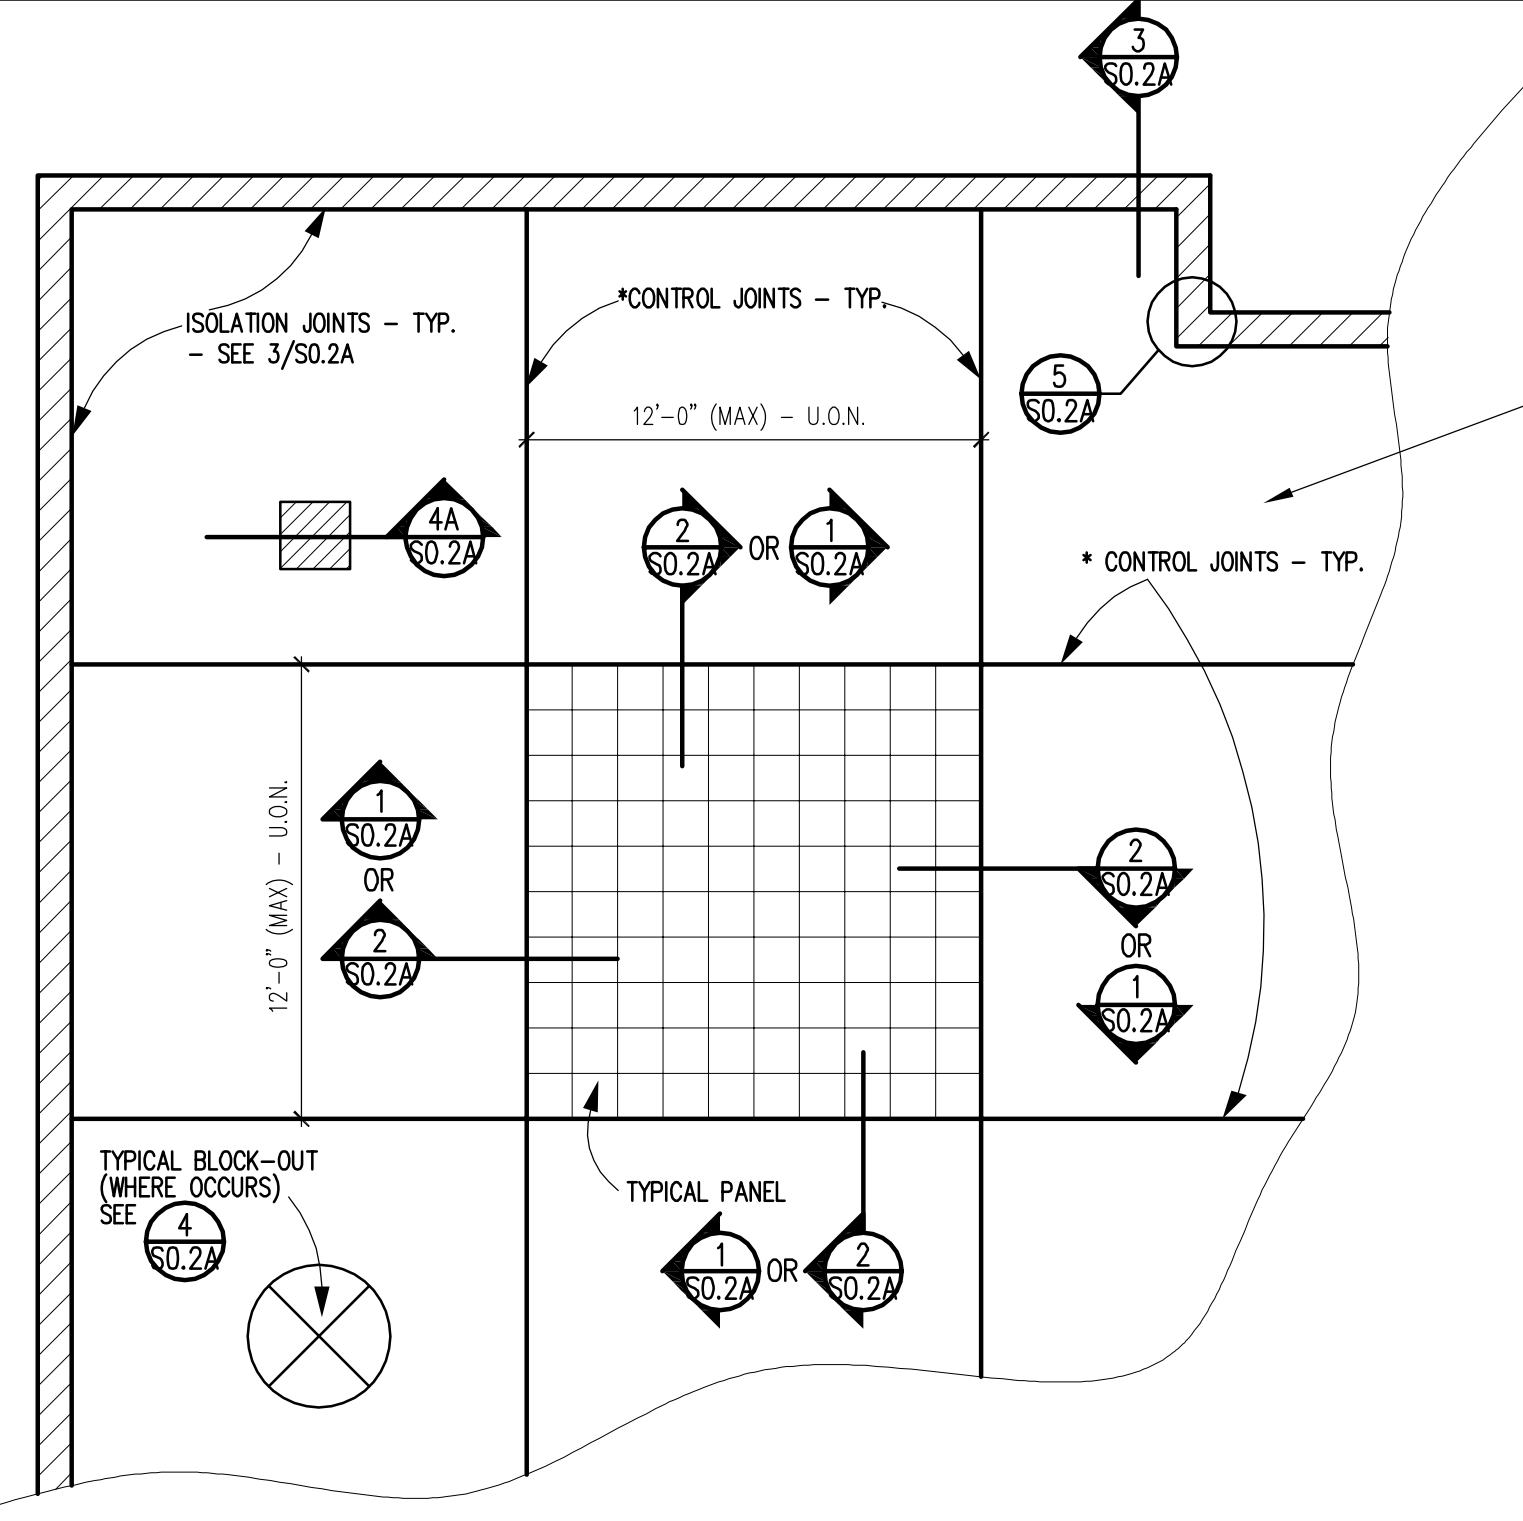 3
S0.2A
ISOLATION JOINTS - TYP.
- SEE 3/S0.2A
*CONTROL JOINTS - TYP.
12'-0" (MAX) - U.O.N.
5
S0.2A
4A
S0.2A
2
S0.2A
OR
1
S0.2A
* CONTROL JOINTS - TYP.
12'-0" (MAX) - U.O.N.
1
S0.2A
OR
2
S0.2A
2
S0.2A
OR
1
S0.2A
TYPICAL BLOCK-OUT
(WHERE OCCURS)
SEE
4
S0.2A
TYPICAL PANEL
1
S0.2A
OR
2
S0.2A